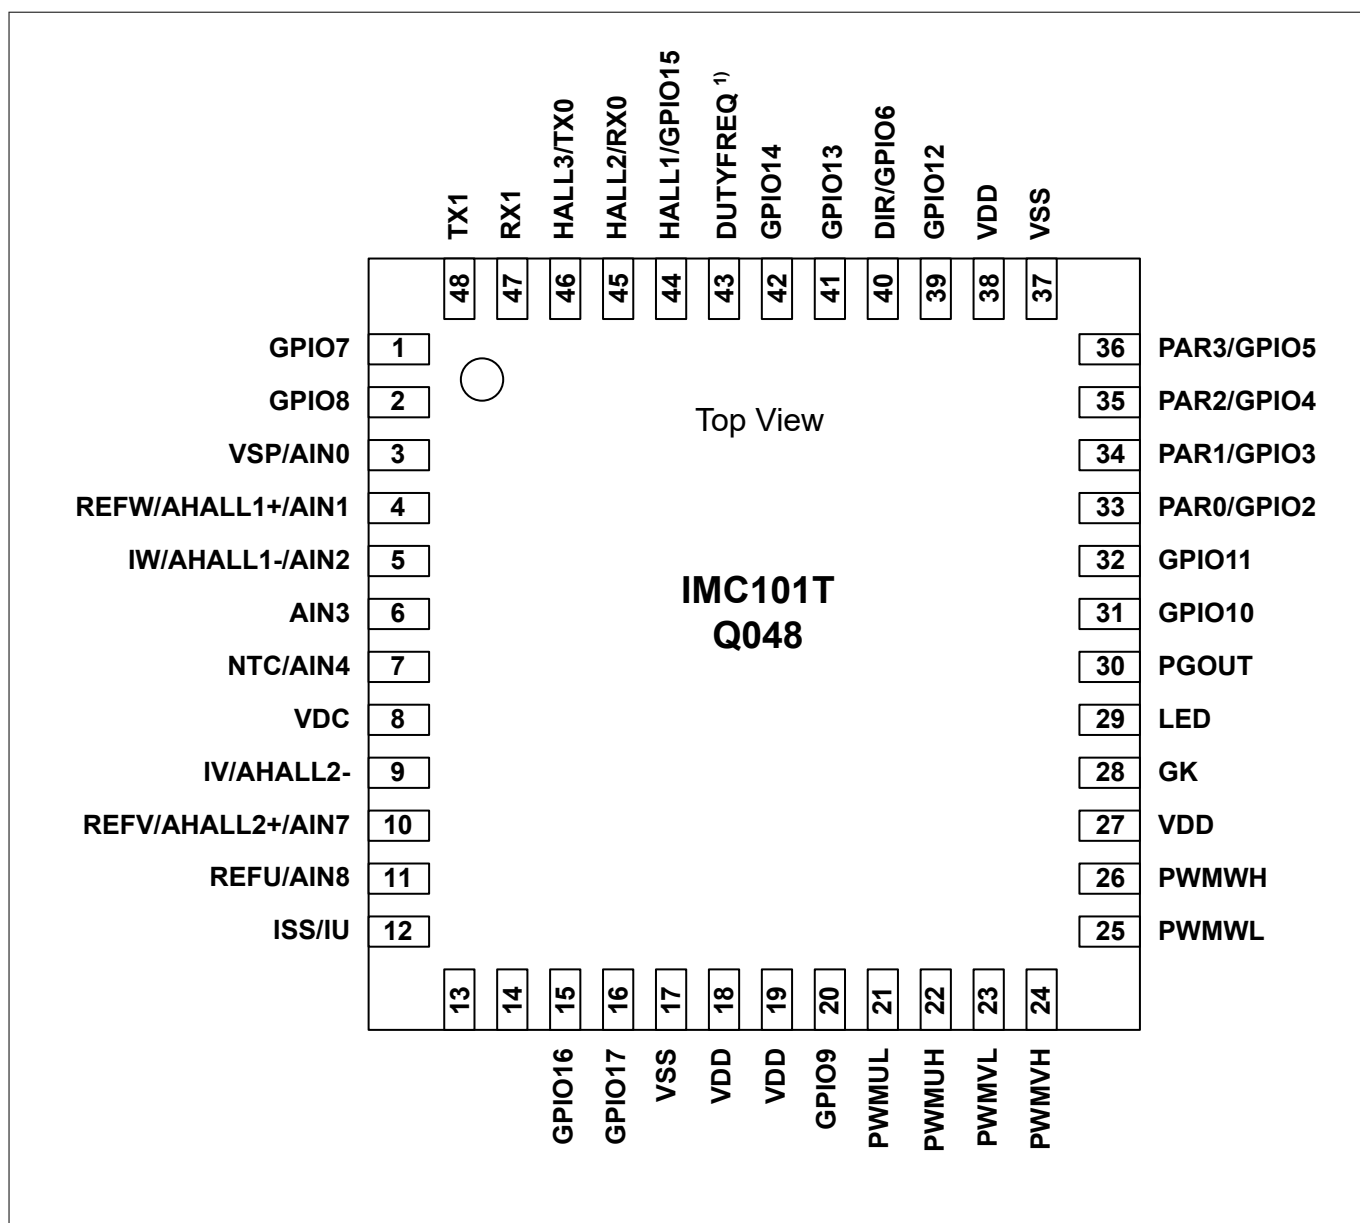 TX1
RX1
HALL3/TX0
HALL2/RX0
HALL1/GPIO15
DUTYFREQ 1)
GPIO14
GPIO13
DIR/GPIO6
GPIO12
VDD
VSS
48
47
46
45
44
43
42
41
40
39
38
37
GPIO7 1
GPIO8 2
VSP/AIN0 3
REFW/AHALL1+/AIN1 4
IW/AHALL1-/AIN2 5
AIN3 6
NTC/AIN4 7
VDC 8
IV/AHALL2- 9
REFV/AHALL2+/AIN7 10
REFU/AIN8 11
ISS/IU 12
Top View
IMC101T
Q048
36 PAR3/GPIO5
35 PAR2/GPIO4
34 PAR1/GPIO3
33 PAR0/GPIO2
32 GPIO11
31 GPIO10
30 PGOUT
29 LED
28 GK
27 VDD
26 PWMWH
25 PWMWL
13
14
15
16
17
18
19
20
21
22
23
24
GPIO16
GPIO17
VSS
VDD
VDD
GPIO9
PWMUL
PWMUH
PWMVL
PWMVH